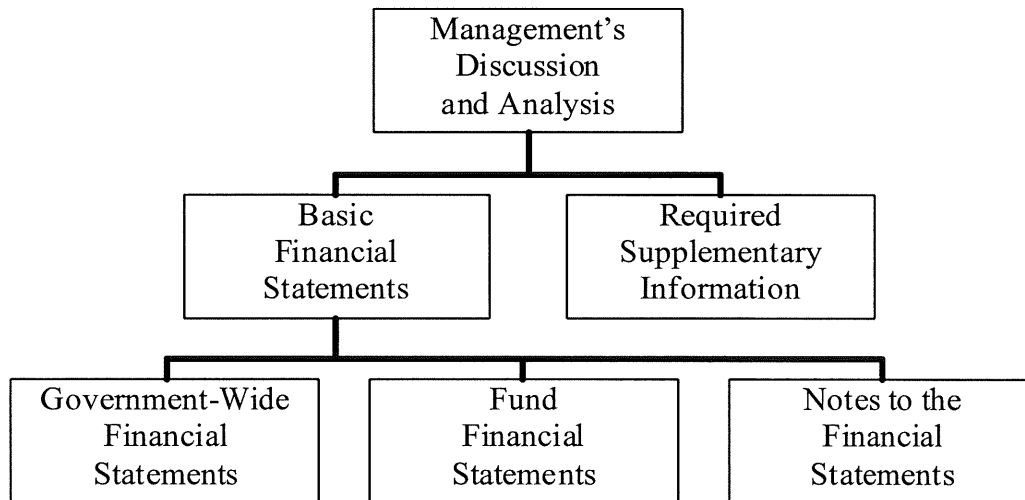 Management's
Discussion
and Analysis
Basic
Financial
Statements
Required
Supplementary
Information
Government-Wide
Financial
Statements
Fund
Financial
Statements
Notes to the
Financial
Statements